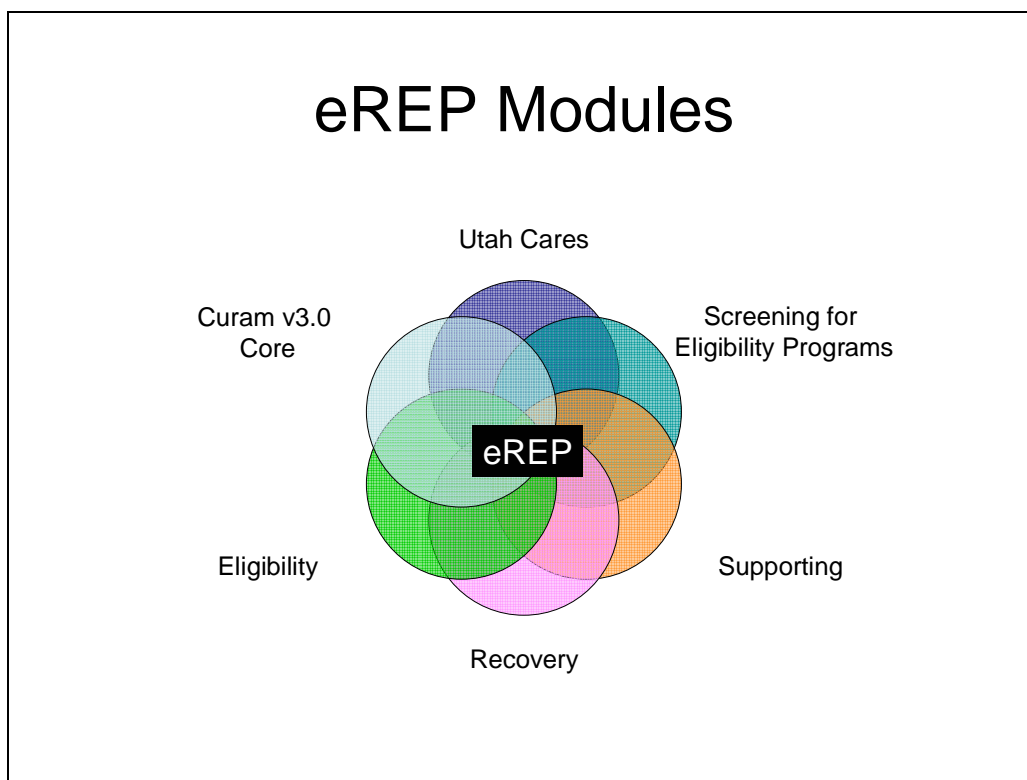 eREP Modules
Utah Cares
Curam v3.0
Core
Screening for
Eligibility Programs
eREP
Eligibility
Supporting
Recovery